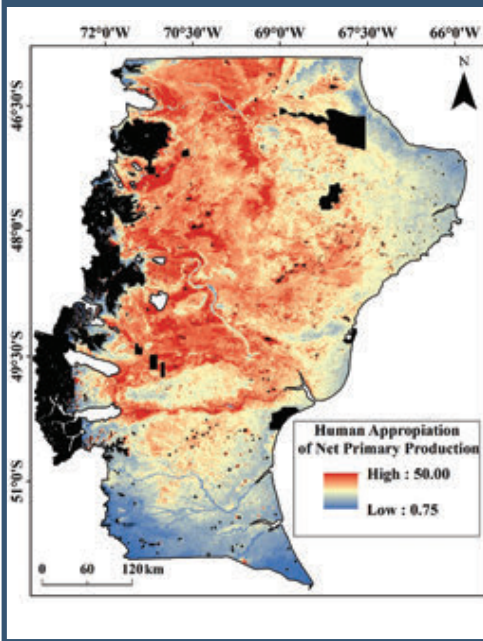 72°0'W 70°30'W 69°0'W 67°30'W 66°0'W
N
46°30'S
48°0'S
49°30'S
51°0'S
Human Appropiation
of Net Primary Production
High : 50.00
Low : 0.75
0 60 120 km